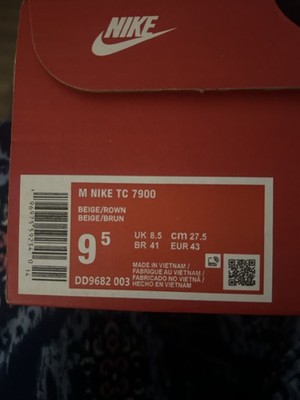 NIKE
M NIKE TC 7900
BEIGE/ROWN
BEIGE/BRUN
9 5
UK 8.5 cm 27.5
BR 41 EUR 43
DD9682 003
MADE IN VIETNAM /
FABRIQUÉ AU VIETNAM /
FABRICADO NO VIETNÃ /
HECHO EN VIETNAM